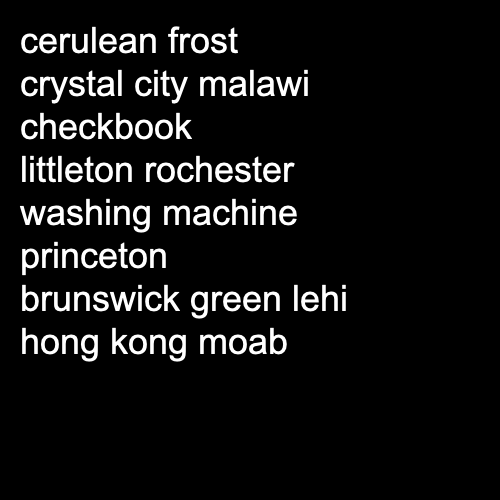 cerulean frost
crystal city malawi
checkbook
littleton rochester
washing machine
princeton
brunswick green lehi
hong kong moab